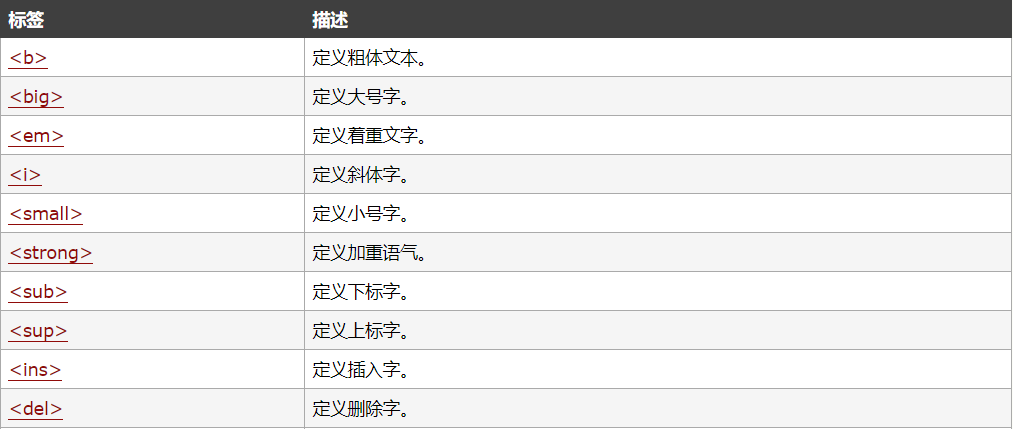 标签 描述
<b> 定义粗体文本。
<big> 定义大号字。
<em> 定义着重文字。
<i> 定义斜体字。
<small> 定义小号字。
<strong> 定义加重语气。
<sub> 定义下标字。
<sup> 定义上标字。
<ins> 定义插入字。
<del> 定义删除字。